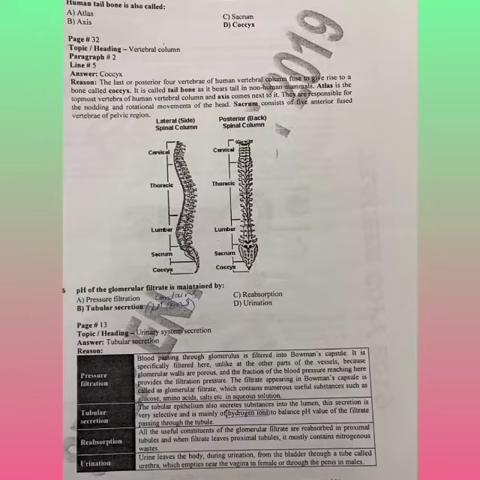 Human tail bone is also called:
A) Atlas
C) Sacrum
B) Axis
D) Coccyx
Page # 32
Topic / Heading – Vertebral column
Paragraph # 2
Line # 5
Answer: Coccyx
Reason: The last or posterior four vertebrae of human vertebral column fuse to give rise to a
bone called coccyx. It is called tail bone as it bears tail in non-human mammals. Atlas is the
topmost vertebra of human vertebral column and axis comes next to it. They are responsible for
the nodding and rotational movements of the head. Sacrum consists of five anterior fused
vertebrae of pelvic region.
Lateral (Side)
Spinal Column
Posterior (Back)
Spinal Column
Cervical
Thoracic
Lumbar
Sacrum
Coccyx
Cervical
Thoracic
Lumbar
Sacrum
Coccyx
2019
pH of the glomerular filtrate is maintained by:
A) Pressure filtration
C) Reabsorption
B) Tubular secretion
D) Urination
Page # 13
Topic / Heading – Urinary system/secretion
Answer: Tubular secretion
Reason:
Pressure
filtration
Blood passing through glomerulus is filtered into Bowman's capsule. It is
specifically filtered here, unlike at the other parts of the vessels, because
glomerular walls are porous, and the fraction of the blood pressure reaching here
provides the filtration pressure. The filtrate appearing in Bowman's capsule is
called as glomerular filtrate, which contains numerous useful substances such as
glucose, amino acids, salts etc. in aqueous solution.
Tubular
secretion
The tubular epithelium also secretes substances into the lumen, this secretion is
very selective and is mainly of hydrogen ions to balance pH value of the filtrate
passing through the tubule.
Reabsorption
All the useful constituents of the glomerular filtrate are reabsorbed in proximal
tubules and when filtrate leaves proximal tubules, it mostly contains nitrogenous
wastes.
Urination
Urine leaves the body, during urination, from the bladder through a tube called
urethra, which empties near the vagina in female or through the penis in males.